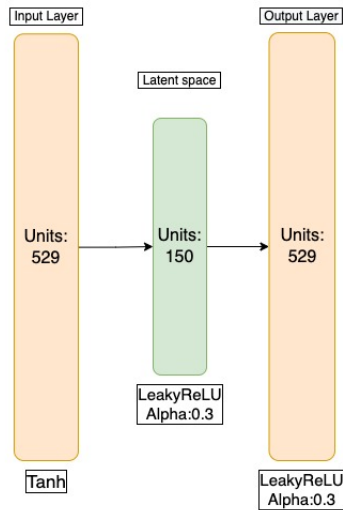 Input Layer
Latent space
Output Layer
Units:
529
Units:
150
Units:
529
Tanh
LeakyReLU
Alpha:0.3
LeakyReLU
Alpha:0.3